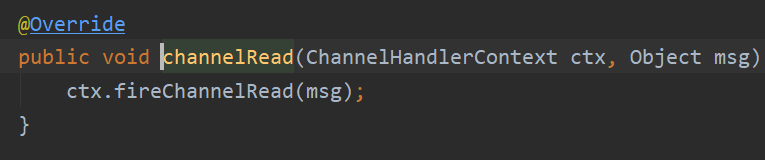 @Override
public void channelRead(ChannelHandlerContext ctx, Object msg)
    ctx.fireChannelRead(msg);
}